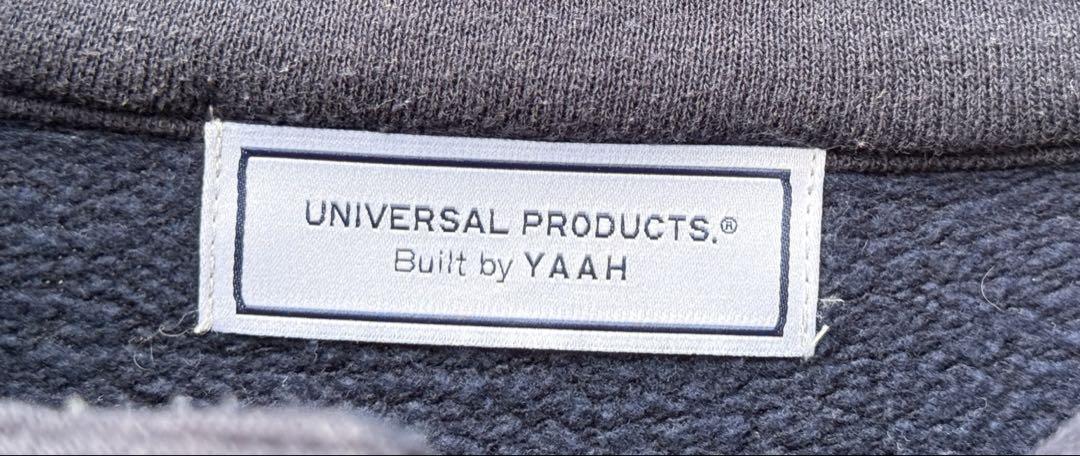 UNIVERSAL PRODUCTS.®
Built by YAAH